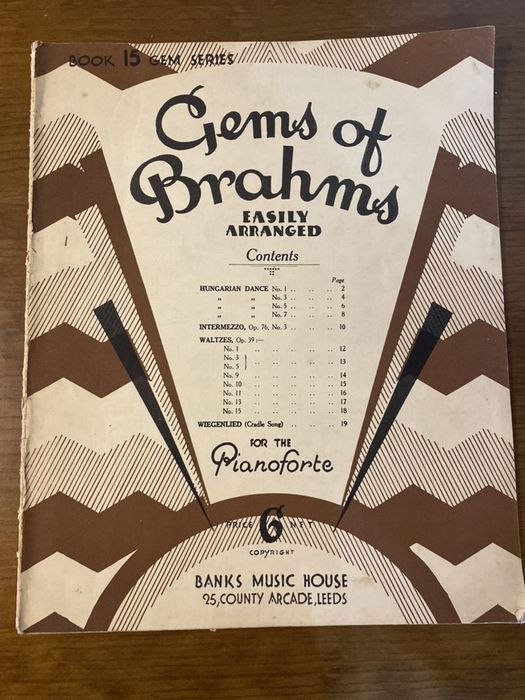 BOOK 15 GEM SERIES
Gems of
Brahms
EASILY
ARRANGED
Contents
Page
HUNGARIAN DANCE No. 1 .. .. .. 2
„ „ No. 3 .. .. .. 4
„ „ No. 5 .. .. .. 6
„ „ No. 7 .. .. .. 8
INTERMEZZO, Op. 76, No. 3 .. .. .. 10
WALTZES, Op. 39 :—
No. 1 .. .. .. .. .. 12
No. 3
No. 5 } .. .. .. .. 13
No. 9 .. .. .. .. .. 14
No. 10 .. .. .. .. .. 15
No. 11 .. .. .. .. .. 16
No. 13 .. .. .. .. .. 17
No. 15 .. .. .. .. .. 18
WIEGENLIED (Cradle Song) .. .. .. 19
FOR THE
Pianoforte
PRICE 6d NET
COPYRIGHT
BANKS MUSIC HOUSE
25, COUNTY ARCADE, LEEDS